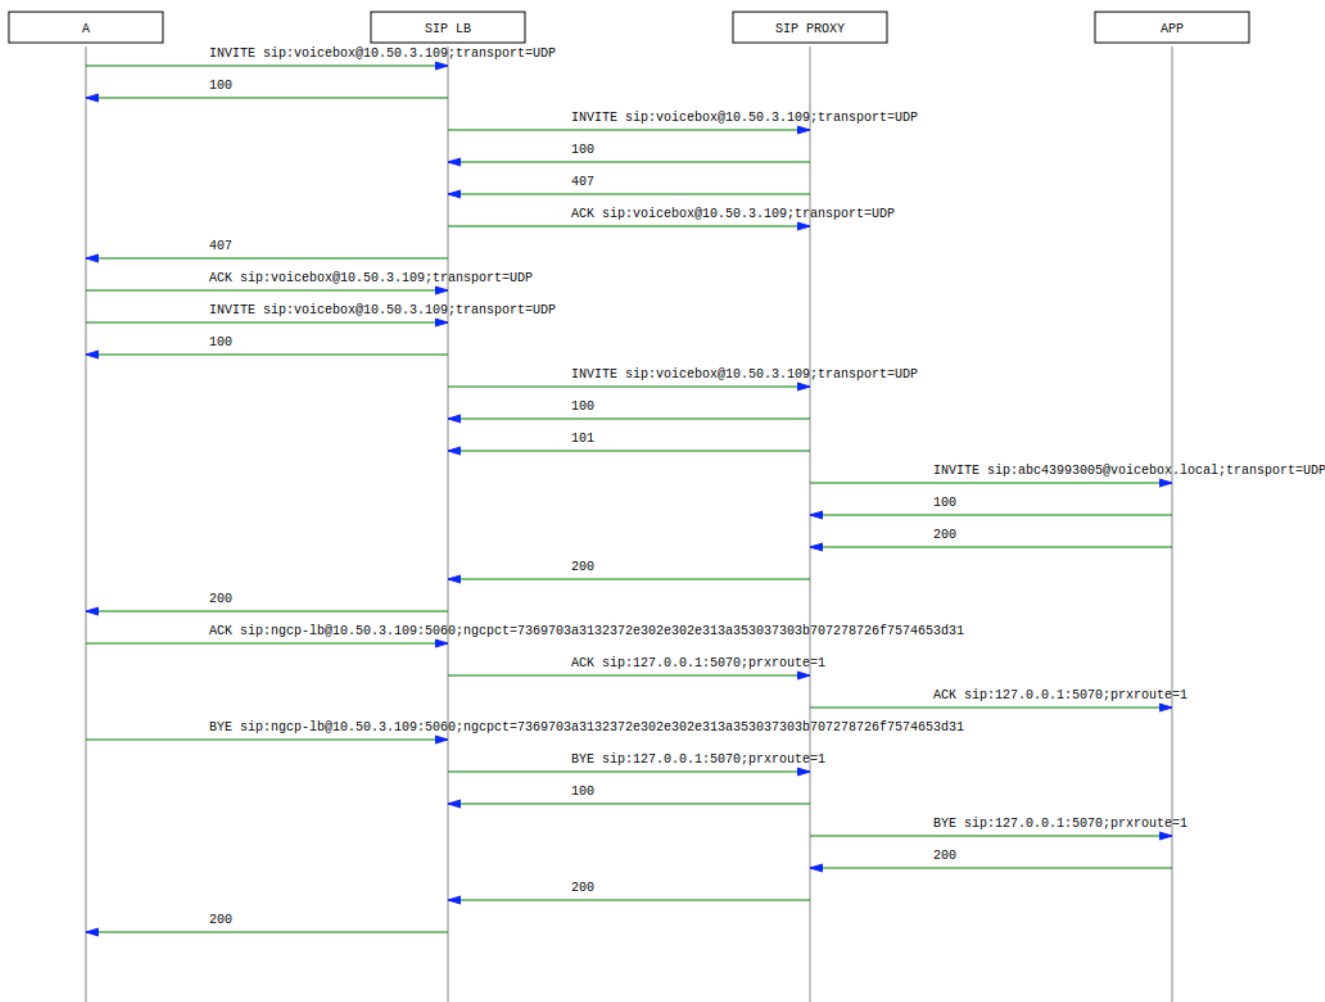 A
SIP LB
SIP PROXY
APP
INVITE sip:voicebox@10.50.3.109;transport=UDP
100
INVITE sip:voicebox@10.50.3.109;transport=UDP
100
407
ACK sip:voicebox@10.50.3.109;transport=UDP
407
ACK sip:voicebox@10.50.3.109;transport=UDP
INVITE sip:voicebox@10.50.3.109;transport=UDP
100
INVITE sip:voicebox@10.50.3.109;transport=UDP
100
101
INVITE sip:abc43993005@voicebox.local;transport=UDP
100
200
200
200
ACK sip:ngcp-lb@10.50.3.109:5060;ngcpct=7369703a3132372e302e302e313a353037303b707278726f7574653d31
ACK sip:127.0.0.1:5070;prxroute=1
ACK sip:127.0.0.1:5070;prxroute=1
BYE sip:ngcp-lb@10.50.3.109:5060;ngcpct=7369703a3132372e302e302e313a353037303b707278726f7574653d31
BYE sip:127.0.0.1:5070;prxroute=1
100
BYE sip:127.0.0.1:5070;prxroute=1
200
200
200